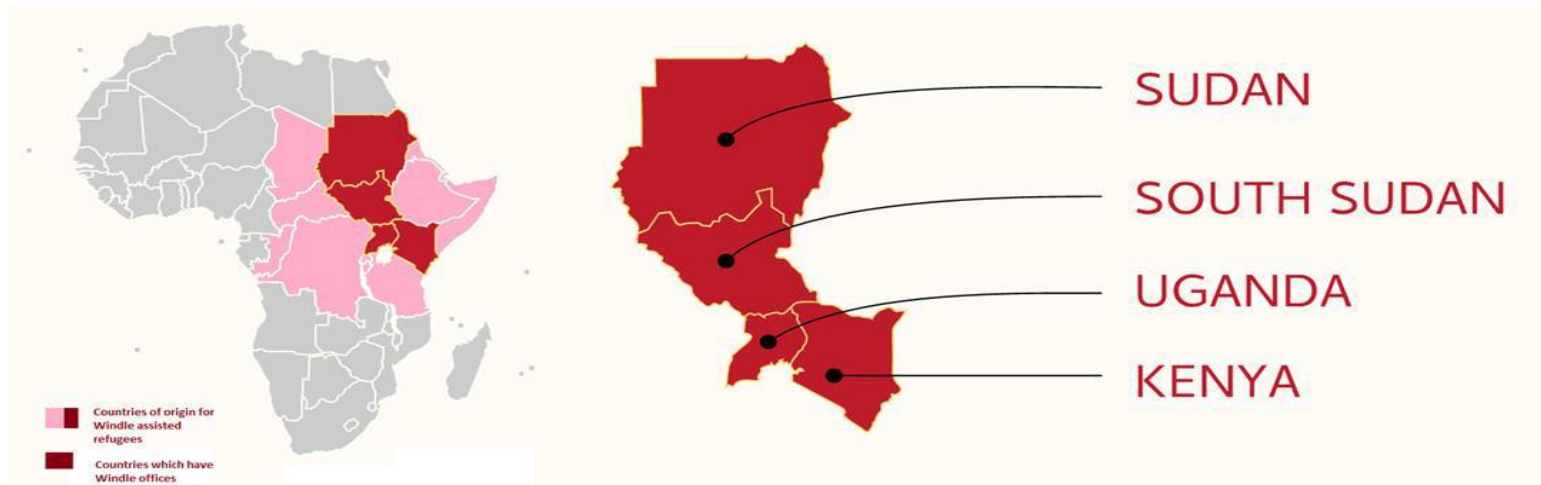 SUDAN
SOUTH SUDAN
UGANDA
KENYA
Countries of origin for
Windle assisted
refugees
Countries which have
Windle offices